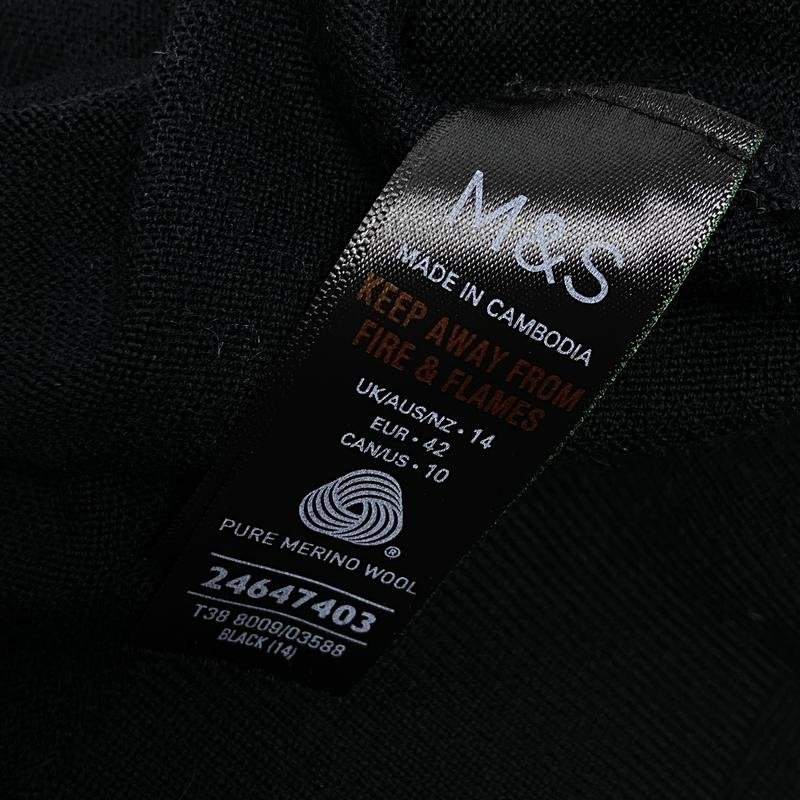 M&S
MADE IN CAMBODIA
KEEP AWAY FROM
FIRE & FLAMES
UK/AUS/NZ • 14
EUR • 42
CAN/US • 10
®
PURE MERINO WOOL
24647403
T38 8009/03588
BLACK (14)